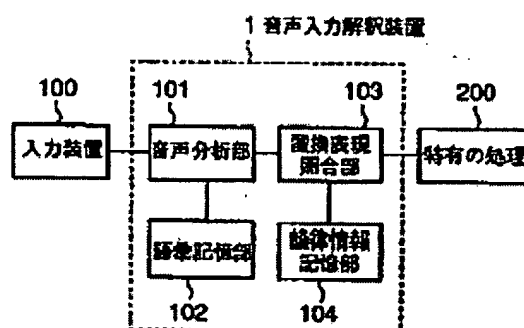 1 音声入力解釈装置
100
101
103
200
入力装置
音声分析部
置換表現
照合部
特有の処理
語彙記憶部
韻律情報
記憶部
102
104